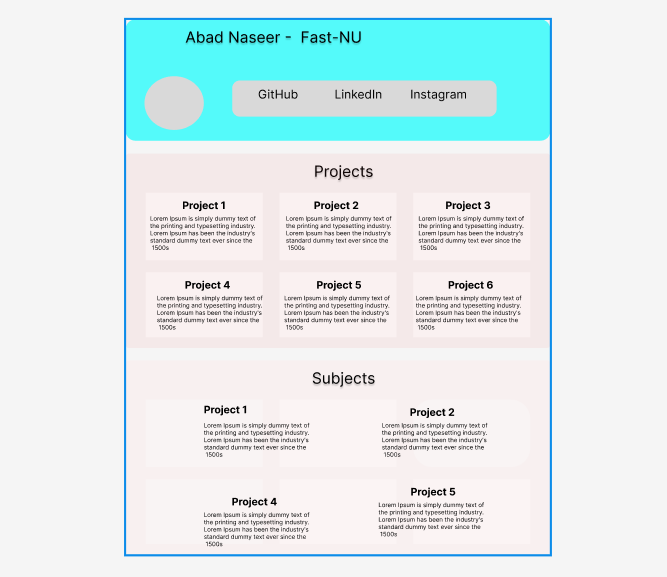 Abad Naseer -  Fast-NU
GitHub
LinkedIn
Instagram
Projects
Project 1
Lorem Ipsum is simply dummy text of
the printing and typesetting industry.
Lorem Ipsum has been the industry's
standard dummy text ever since the
1500s
Project 2
Lorem Ipsum is simply dummy text of
the printing and typesetting industry.
Lorem Ipsum has been the industry's
standard dummy text ever since the
1500s
Project 3
Lorem Ipsum is simply dummy text of
the printing and typesetting industry.
Lorem Ipsum has been the industry's
standard dummy text ever since the
1500s
Project 4
Lorem Ipsum is simply dummy text of
the printing and typesetting industry.
Lorem Ipsum has been the industry's
standard dummy text ever since the
1500s
Project 5
Lorem Ipsum is simply dummy text of
the printing and typesetting industry.
Lorem Ipsum has been the industry's
standard dummy text ever since the
1500s
Project 6
Lorem Ipsum is simply dummy text of
the printing and typesetting industry.
Lorem Ipsum has been the industry's
standard dummy text ever since the
1500s
Subjects
Project 1
Lorem Ipsum is simply dummy text of
the printing and typesetting industry.
Lorem Ipsum has been the industry's
standard dummy text ever since the
1500s
Project 2
Lorem Ipsum is simply dummy text of
the printing and typesetting industry.
Lorem Ipsum has been the industry's
standard dummy text ever since the
1500s
Project 4
Lorem Ipsum is simply dummy text of
the printing and typesetting industry.
Lorem Ipsum has been the industry's
standard dummy text ever since the
1500s
Project 5
Lorem Ipsum is simply dummy text of
the printing and typesetting industry.
Lorem Ipsum has been the industry's
standard dummy text ever since the
1500s